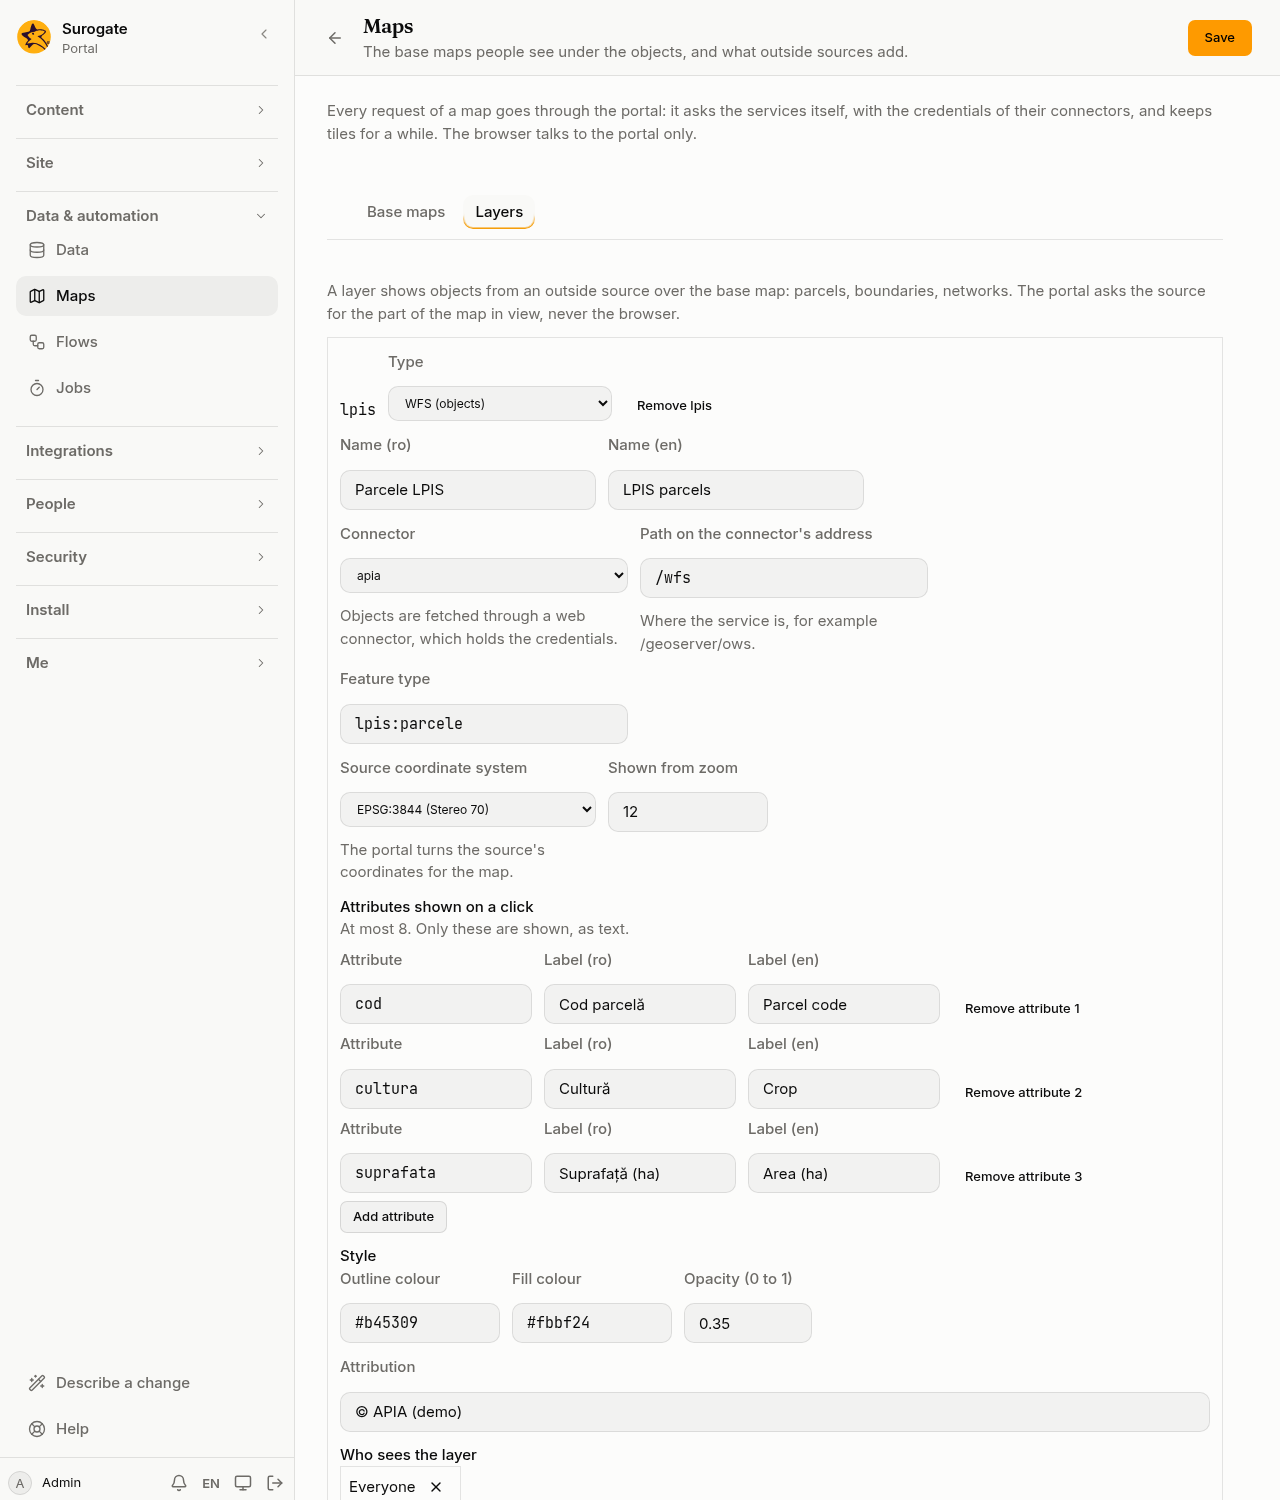 Surogate
Portal
Content
Site
Data & automation
Data
Maps
Flows
Jobs
Integrations
People
Security
Install
Me
Describe a change
Help
A Admin EN
Maps
The base maps people see under the objects, and what outside sources add.
Save
Every request of a map goes through the portal: it asks the services itself, with the credentials of their connectors, and keeps
tiles for a while. The browser talks to the portal only.
Base maps Layers
A layer shows objects from an outside source over the base map: parcels, boundaries, networks. The portal asks the source
for the part of the map in view, never the browser.
Type
lpis WFS (objects) Remove lpis
Name (ro) Name (en)
Parcele LPIS LPIS parcels
Connector Path on the connector's address
apia /wfs
Objects are fetched through a web
connector, which holds the credentials.
Where the service is, for example
/geoserver/ows.
Feature type
lpis:parcele
Source coordinate system Shown from zoom
EPSG:3844 (Stereo 70) 12
The portal turns the source's
coordinates for the map.
Attributes shown on a click
At most 8. Only these are shown, as text.
Attribute Label (ro) Label (en)
cod Cod parcelă Parcel code Remove attribute 1
Attribute Label (ro) Label (en)
cultura Cultură Crop Remove attribute 2
Attribute Label (ro) Label (en)
suprafata Suprafață (ha) Area (ha) Remove attribute 3
Add attribute
Style
Outline colour Fill colour Opacity (0 to 1)
#b45309 #fbbf24 0.35
Attribution
© APIA (demo)
Who sees the layer
Everyone